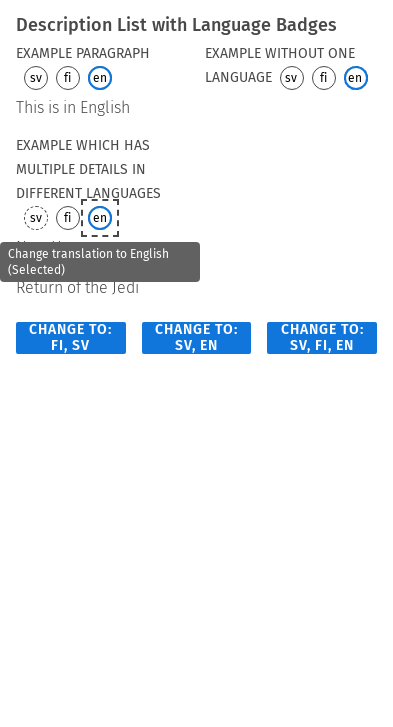 Description List with Language Badges
EXAMPLE PARAGRAPH
sv fi en
This is in English
EXAMPLE WITHOUT ONE
LANGUAGE sv fi en
EXAMPLE WHICH HAS
MULTIPLE DETAILS IN
DIFFERENT LANGUAGES
sv fi en
Change translation to English
(Selected)
Return of the Jedi
CHANGE TO:
FI, SV
CHANGE TO:
SV, EN
CHANGE TO:
SV, FI, EN